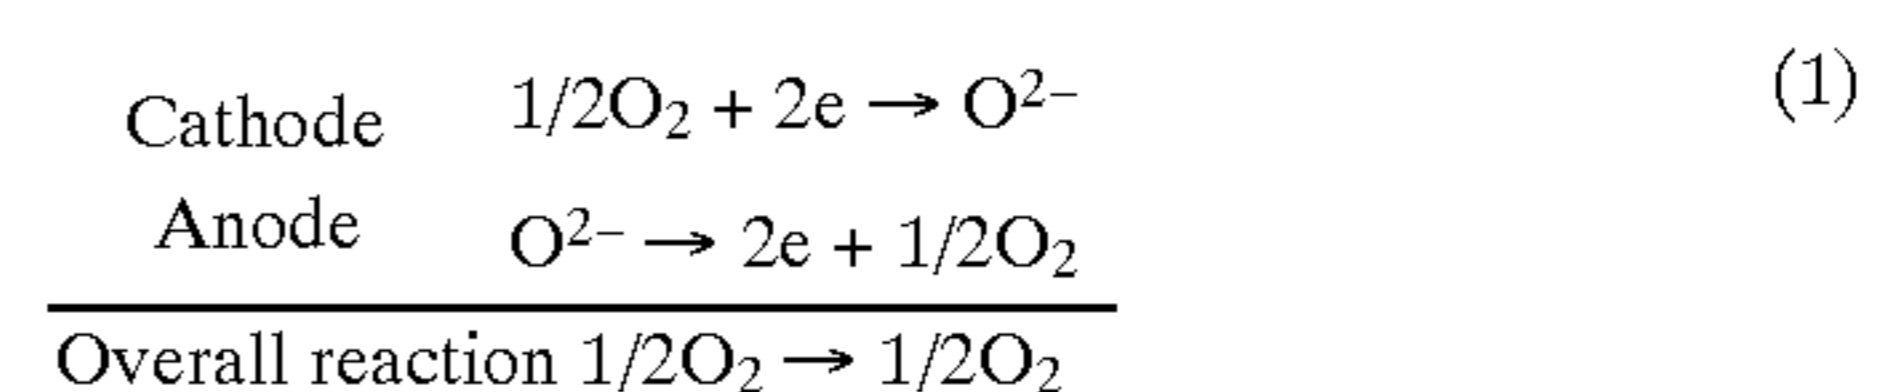 Cathode 1/2O₂ + 2e → O²⁻ (1)
Anode O²⁻ → 2e + 1/2O₂
Overall reaction 1/2O₂ → 1/2O₂